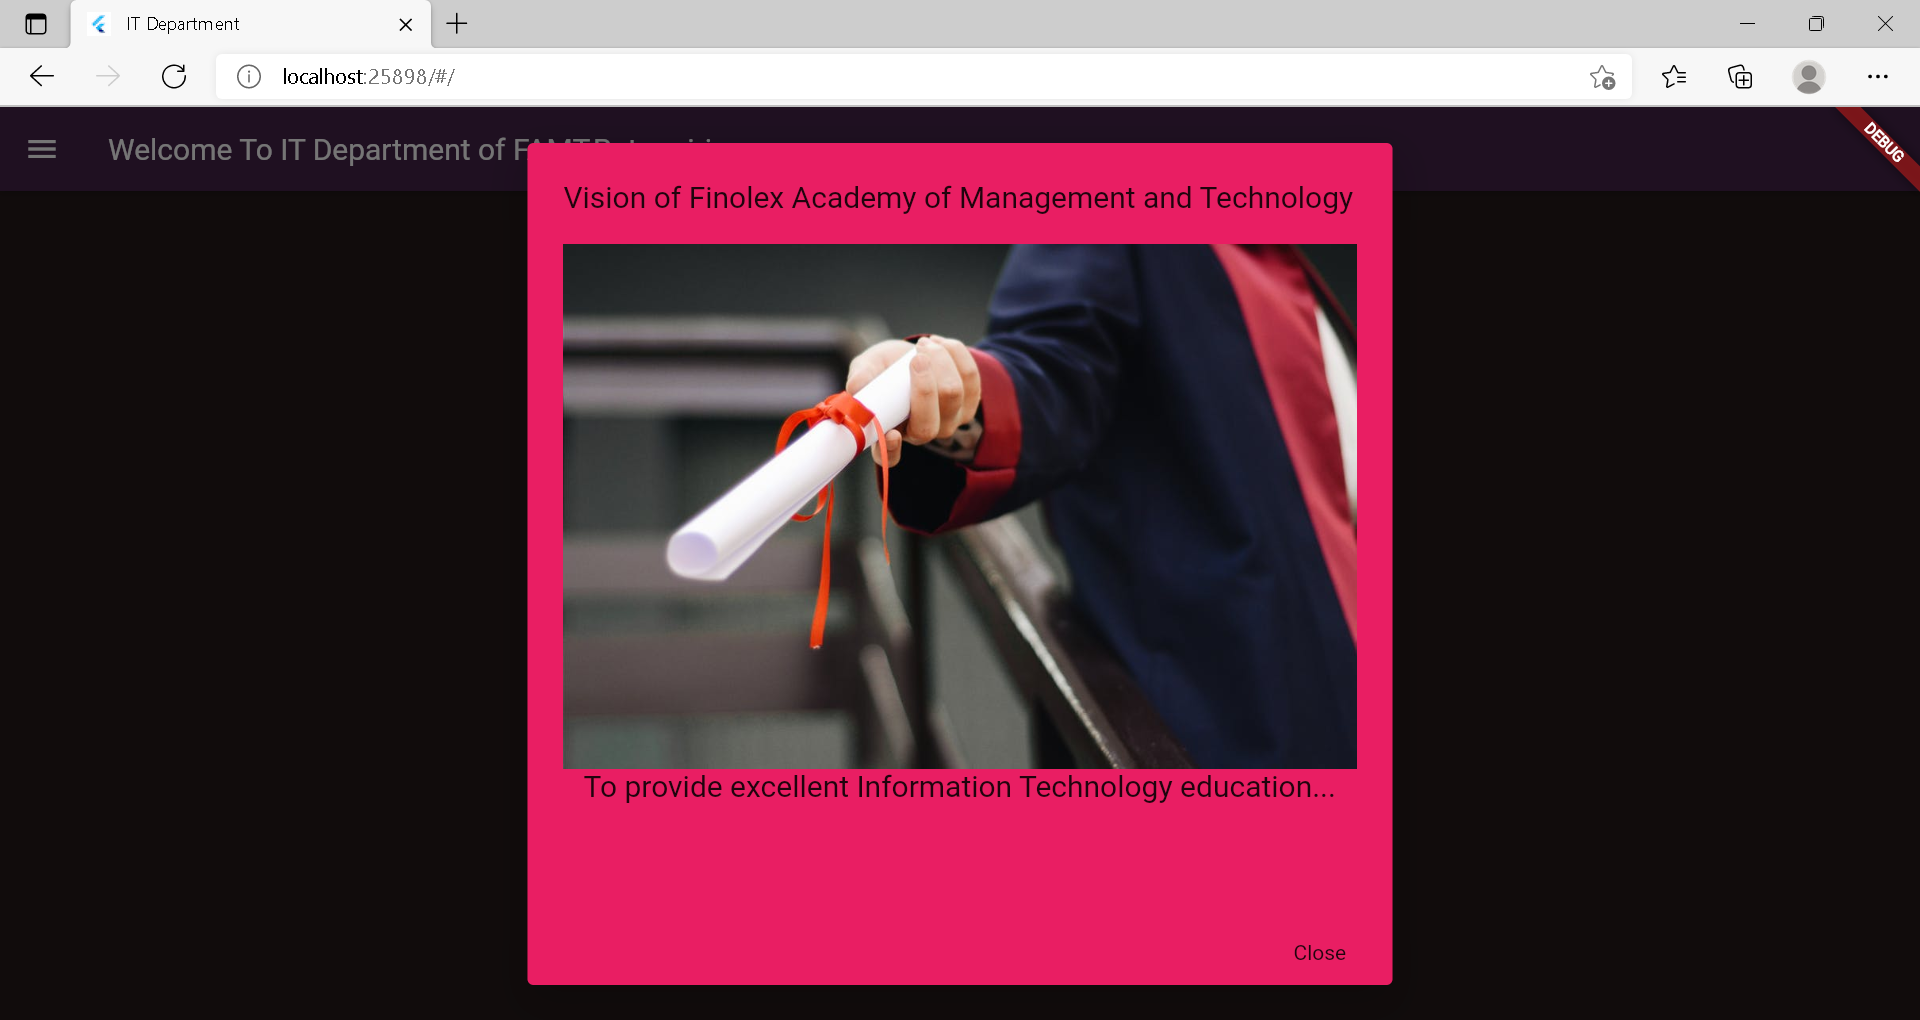 IT Department
localhost:25898/#/
Welcome To IT Department of
DEBUG
Vision of Finolex Academy of Management and Technology
To provide excellent Information Technology education...
Close